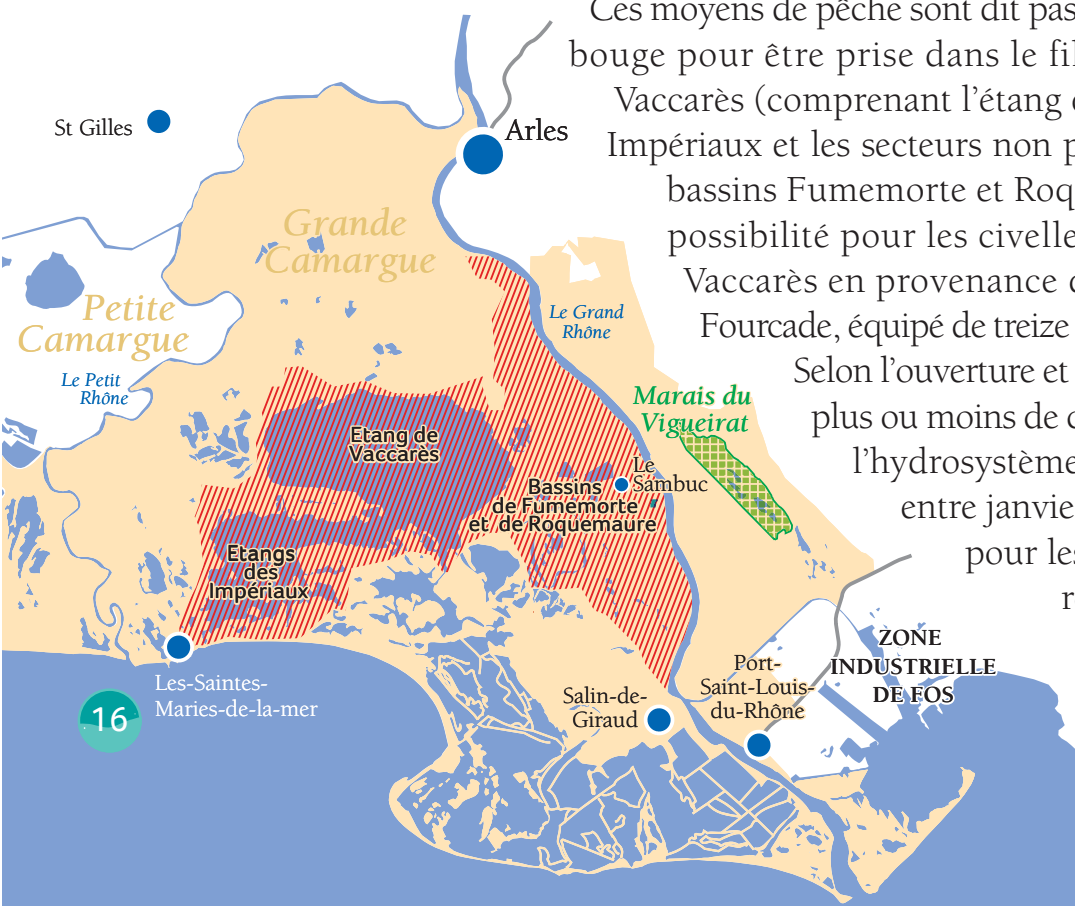 Ces moyens de pêche sont dit pas
bouge pour être prise dans le fil
Vaccarès (comprenant l'étang
Impériaux et les secteurs non p
bassins Fumemorte et Roq
possibilité pour les civelle
Vaccarès en provenance
Fourcade, équipé de treize
Selon l'ouverture et
plus ou moins de
l'hydrosystème
entre janvie
pour les
r
St Gilles
Arles
Grande
Camargue
Petite
Camargue
Le Grand
Rhône
Le Petit
Rhône
Marais du
Vigueirat
Etang de
Vaccarès
Le
Sambuc
Bassins
de Fumemorte
et de Roquemaure
Etangs
des
Impériaux
ZONE
INDUSTRIELLE
DE FOS
Port-
Saint-Louis-
du-Rhône
Salin-de-
Giraud
Les-Saintes-
Maries-de-la-mer
16